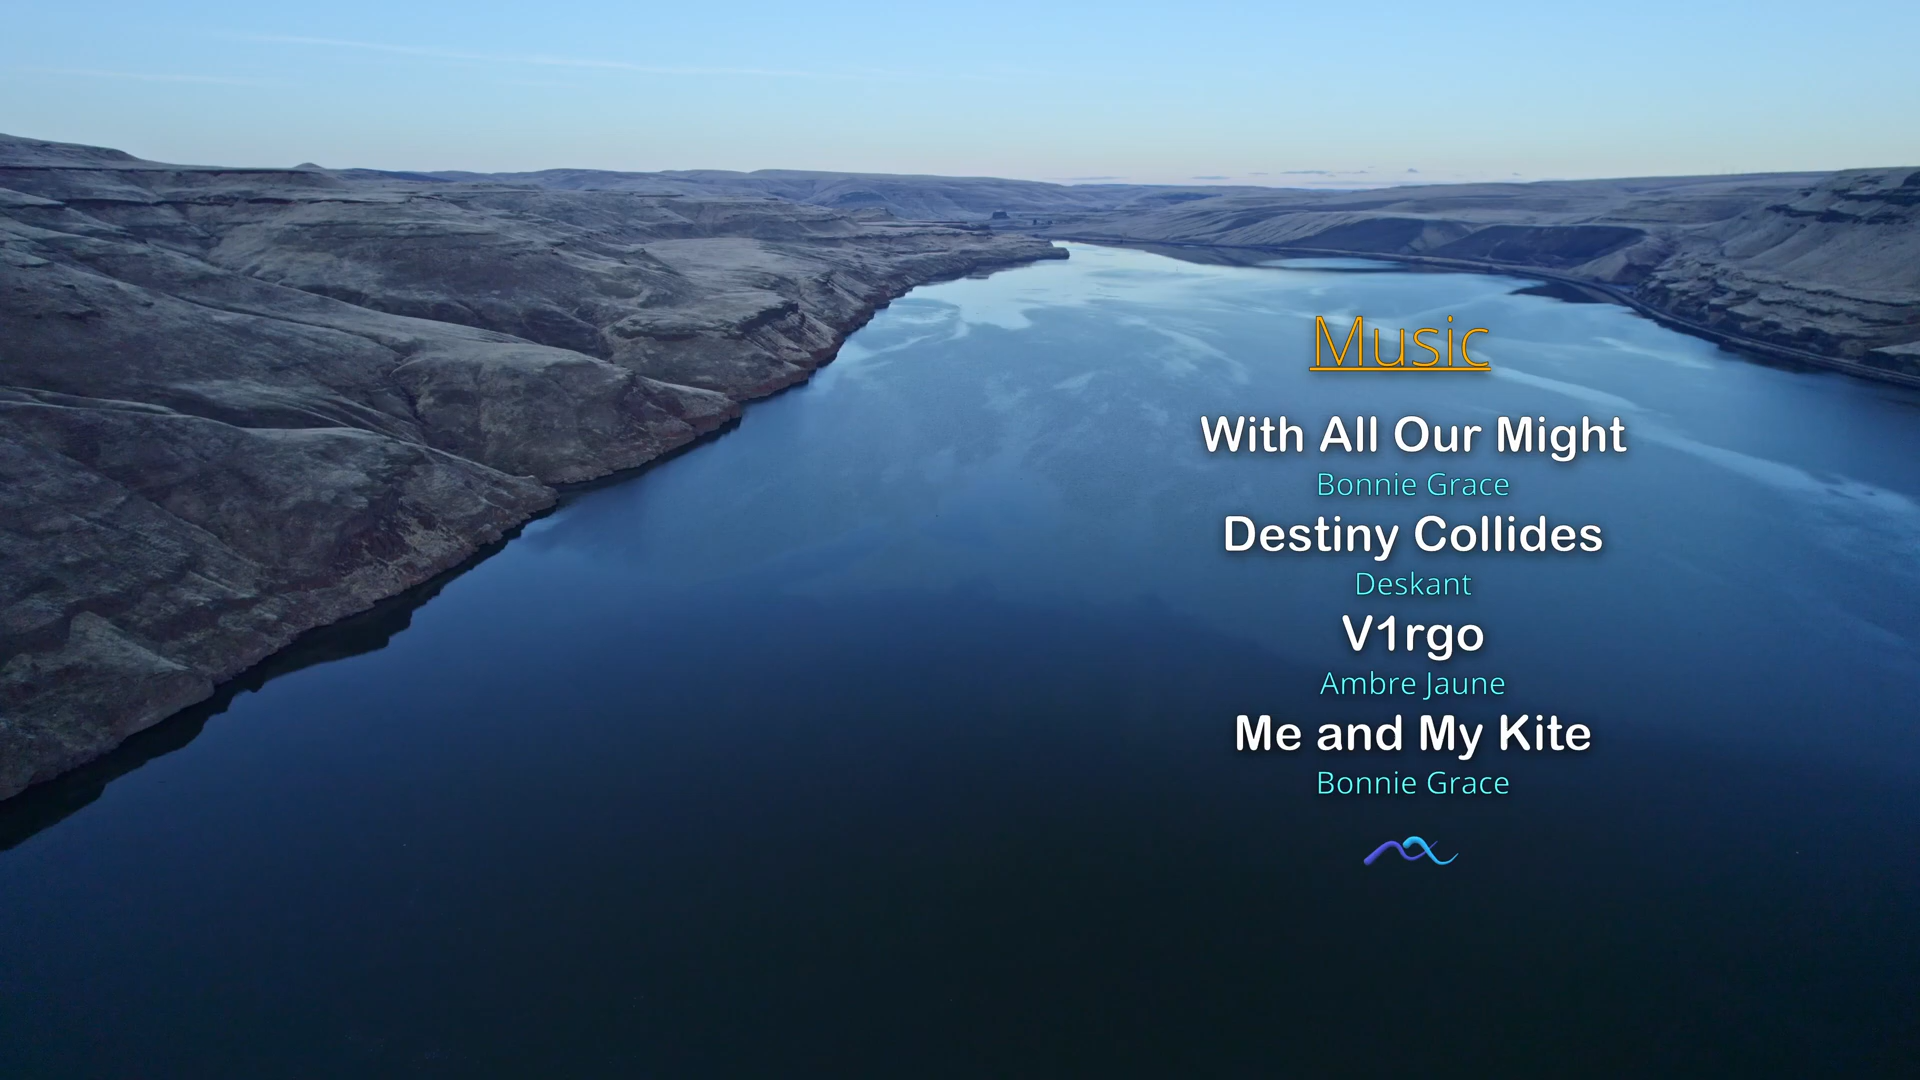 Music
With All Our Might
Bonnie Grace
Destiny Collides
Deskant
V1rgo
Ambre Jaune
Me and My Kite
Bonnie Grace